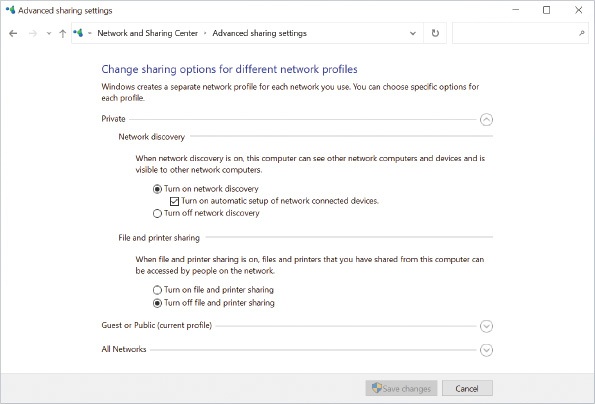 Advanced sharing settings
Network and Sharing Center › Advanced sharing settings
Change sharing options for different network profiles
Windows creates a separate network profile for each network you use. You can choose specific options for
each profile.
Private
Network discovery
When network discovery is on, this computer can see other network computers and devices and is
visible to other network computers.
Turn on network discovery
Turn on automatic setup of network connected devices.
Turn off network discovery
File and printer sharing
When file and printer sharing is on, files and printers that you have shared from this computer can
be accessed by people on the network.
Turn on file and printer sharing
Turn off file and printer sharing
Guest or Public (current profile)
All Networks
Save changes Cancel